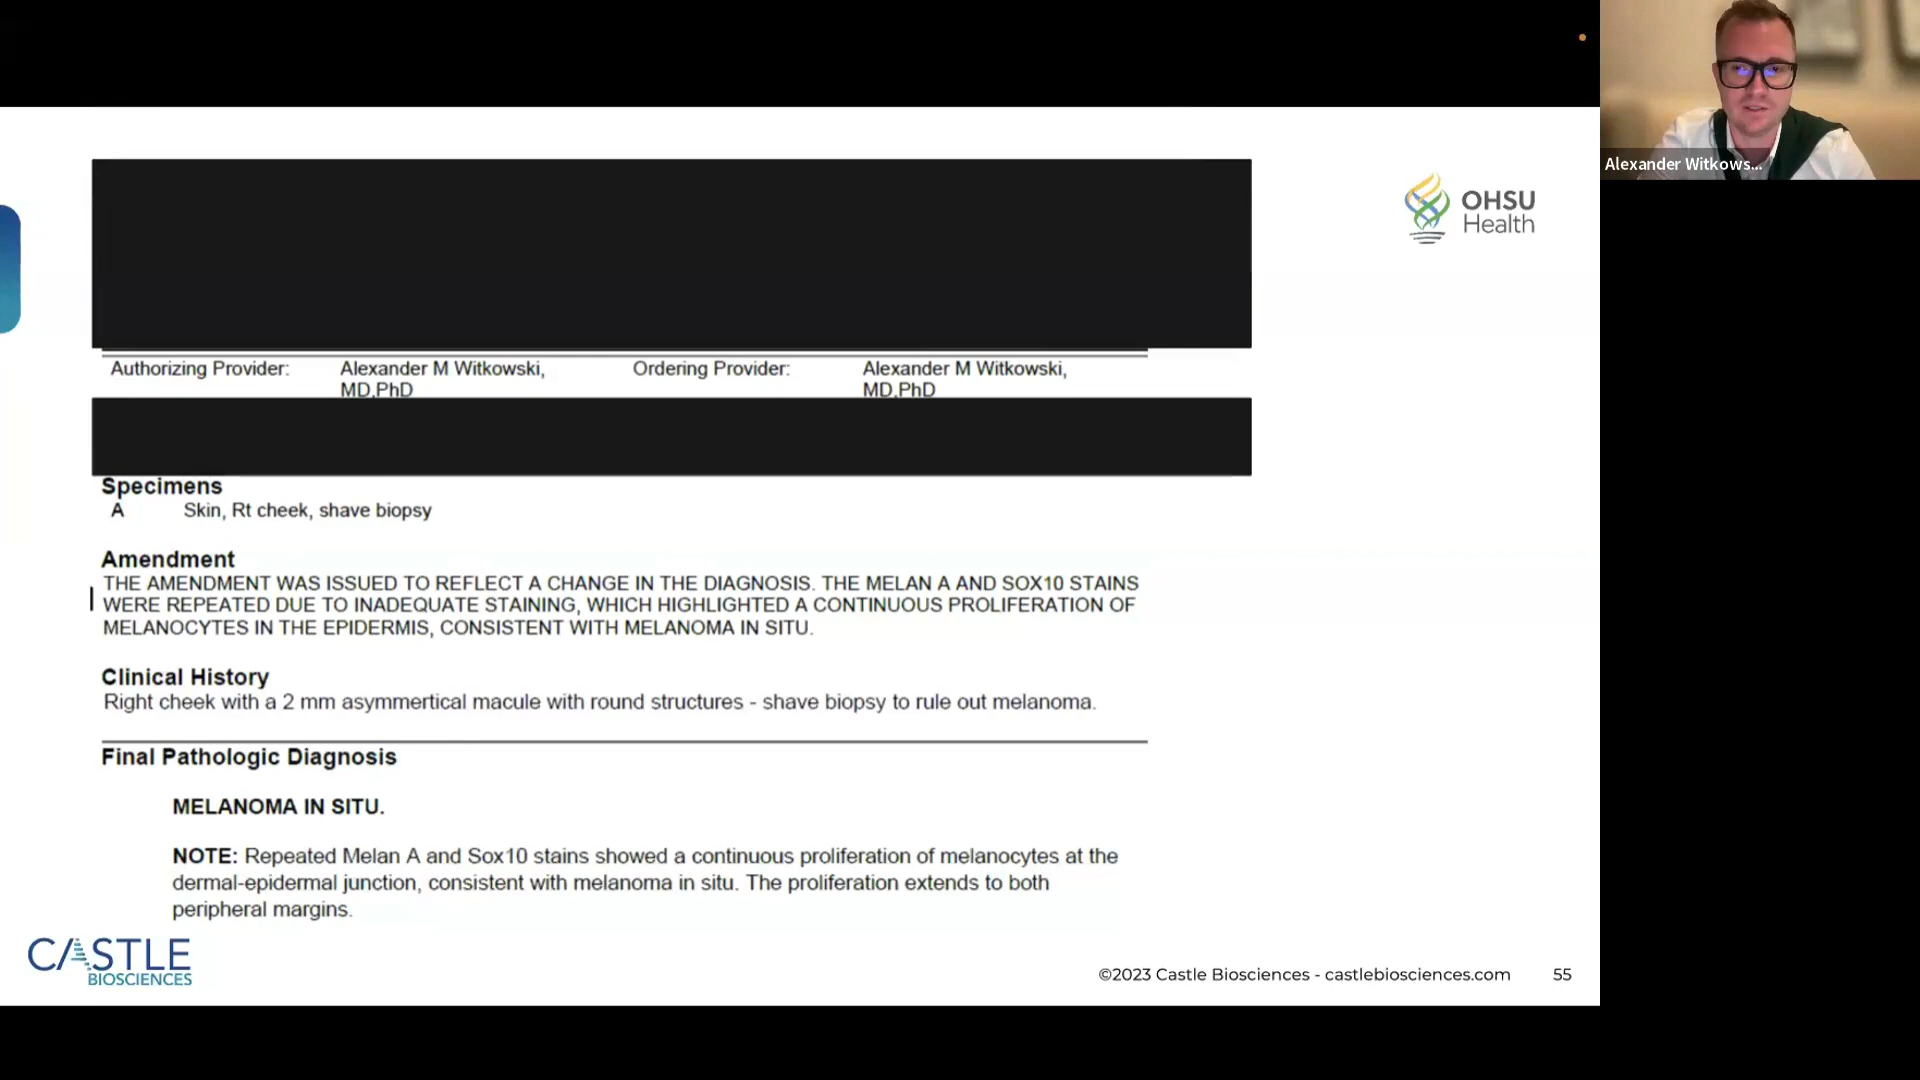 Alexander Witkows...
OHSU
Health
Authorizing Provider: Alexander M Witkowski, Ordering Provider: Alexander M Witkowski,
MD,PhD MD,PhD
Specimens
A Skin, Rt cheek, shave biopsy
Amendment
THE AMENDMENT WAS ISSUED TO REFLECT A CHANGE IN THE DIAGNOSIS. THE MELAN A AND SOX10 STAINS
WERE REPEATED DUE TO INADEQUATE STAINING, WHICH HIGHLIGHTED A CONTINUOUS PROLIFERATION OF
MELANOCYTES IN THE EPIDERMIS, CONSISTENT WITH MELANOMA IN SITU.
Clinical History
Right cheek with a 2 mm asymmertical macule with round structures - shave biopsy to rule out melanoma.
Final Pathologic Diagnosis
MELANOMA IN SITU.
NOTE: Repeated Melan A and Sox10 stains showed a continuous proliferation of melanocytes at the
dermal-epidermal junction, consistent with melanoma in situ. The proliferation extends to both
peripheral margins.
CASTLE
BIOSCIENCES
©2023 Castle Biosciences - castlebiosciences.com 55